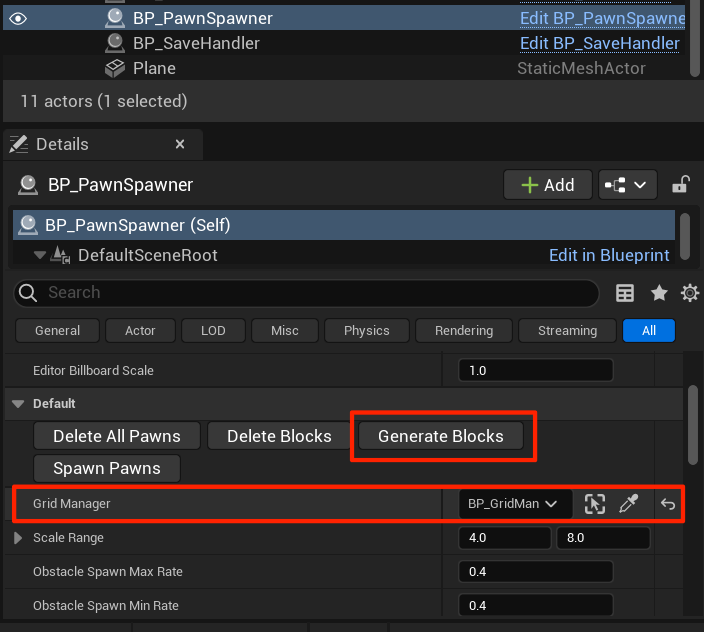 BP_PawnSpawner Edit BP_PawnSpawne
BP_SaveHandler Edit BP_SaveHandler
Plane StaticMeshActor
11 actors (1 selected)
Details
BP_PawnSpawner Add
BP_PawnSpawner (Self)
DefaultSceneRoot Edit in Blueprint
Search
General Actor LOD Misc Physics Rendering Streaming All
Editor Billboard Scale 1.0
Default
Delete All Pawns Delete Blocks Generate Blocks
Spawn Pawns
Grid Manager BP_GridMan
Scale Range 4.0 8.0
Obstacle Spawn Max Rate 0.4
Obstacle Spawn Min Rate 0.4